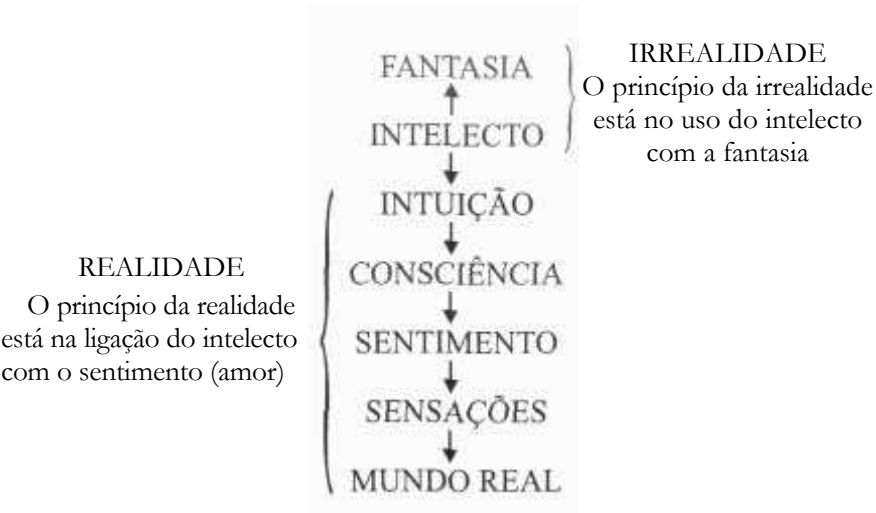 FANTASIA
INTELECTO
IRREALIDADE
O princípio da irrealidade
está no uso do intelecto
com a fantasia
INTUIÇÃO
CONSCIÊNCIA
SENTIMENTO
SENSAÇÕES
MUNDO REAL
REALIDADE
O princípio da realidade
está na ligação do intelecto
com o sentimento (amor)